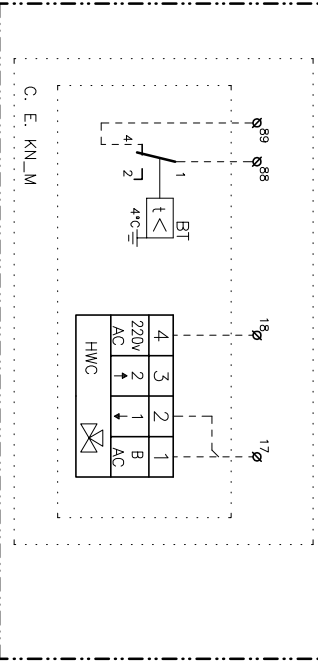 C. E. KN_M
89
88
4
2
1
BT
t <
4°C
18
17
4 3 2 1
220v 2 1 B
AC → ← AC
HWC